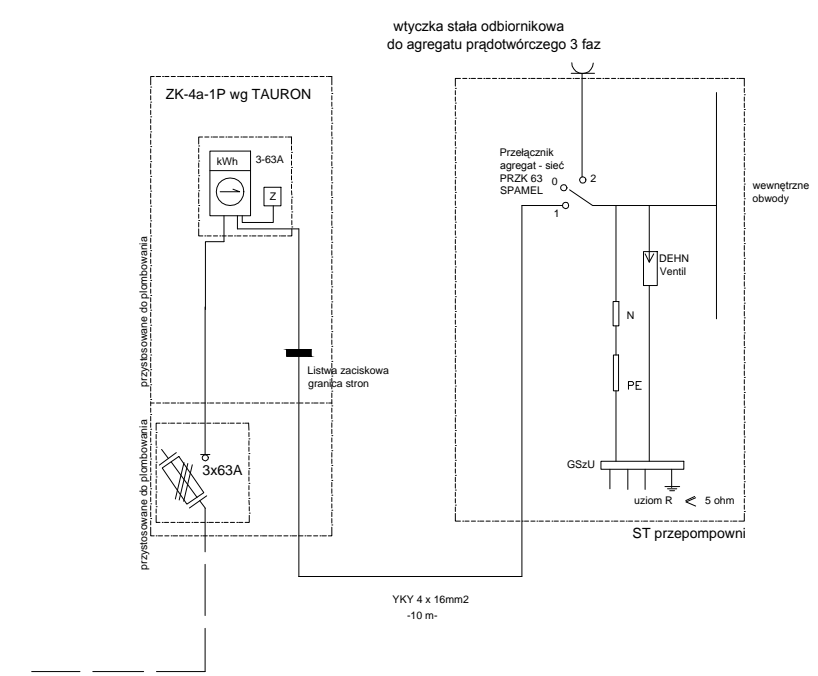 wtyczka stała odbiornikowa
do agregatu prądotwórczego 3 faz
ZK-4a-1P wg TAURON
kWh
3-63A
Z
przystosowane do plombowania
Listwa zaciskowa
granica stron
przystosowane do plombowania
3x63A
Przełącznik
agregat - sieć
PRZK 63
SPAMEL
0
2
1
wewnętrzne
obwody
DEHN
Ventil
N
PE
GSzU
uziom R < 5 ohm
ST przepompowni
YKY 4 x 16mm2
-10 m-